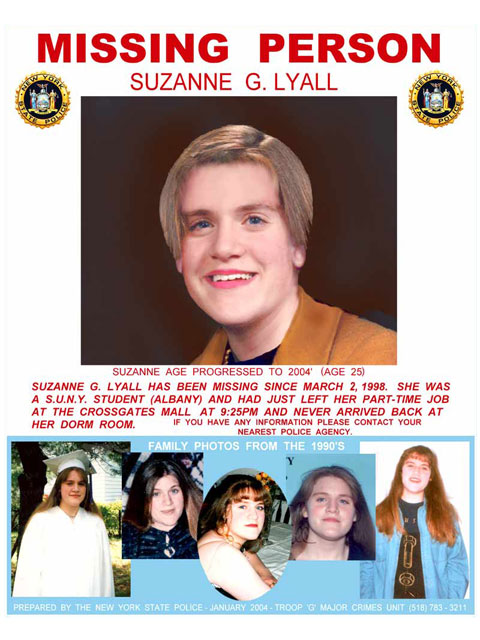 MISSING PERSON
SUZANNE G. LYALL
NEW YORK STATE POLICE
NEW YORK STATE POLICE
SUZANNE AGE PROGRESSED TO 2004' (AGE 25)
SUZANNE G. LYALL HAS BEEN MISSING SINCE MARCH 2, 1998. SHE WAS
A S.U.N.Y. STUDENT (ALBANY) AND HAD JUST LEFT HER PART-TIME JOB
AT THE CROSSGATES MALL AT 9:25PM AND NEVER ARRIVED BACK AT
HER DORM ROOM. IF YOU HAVE ANY INFORMATION PLEASE CONTACT YOUR
NEAREST POLICE AGENCY.
FAMILY PHOTOS FROM THE 1990'S
PREPARED BY THE NEW YORK STATE POLICE - JANUARY 2004 - TROOP 'G' MAJOR CRIMES UNIT (518) 783 - 3211